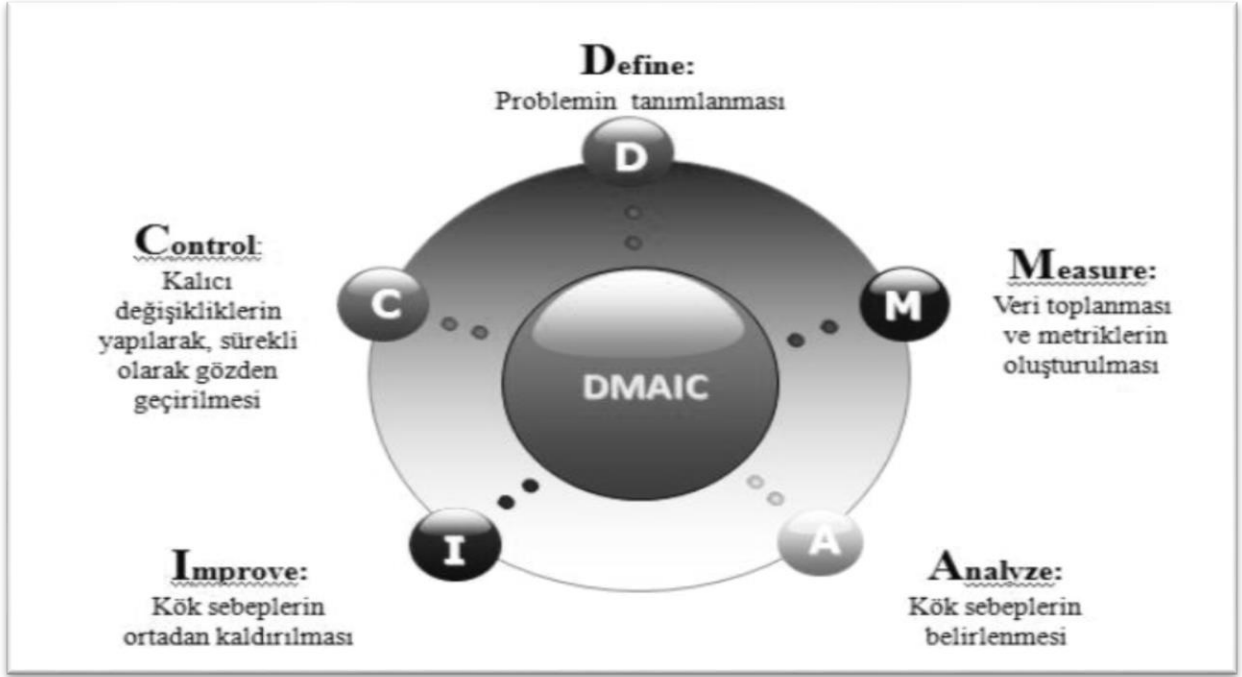 Define:
Problemin tanımlanması
D
Control:
Kalıcı
değişikliklerin
yapılarak, sürekli
olarak gözden
geçirilmesi
C
M
Measure:
Veri toplanması
ve metriklerin
oluşturulması
DMAIC
I
A
Improve:
Kök sebeplerin
ortadan kaldırılması
Analyze:
Kök sebeplerin
belirlenmesi